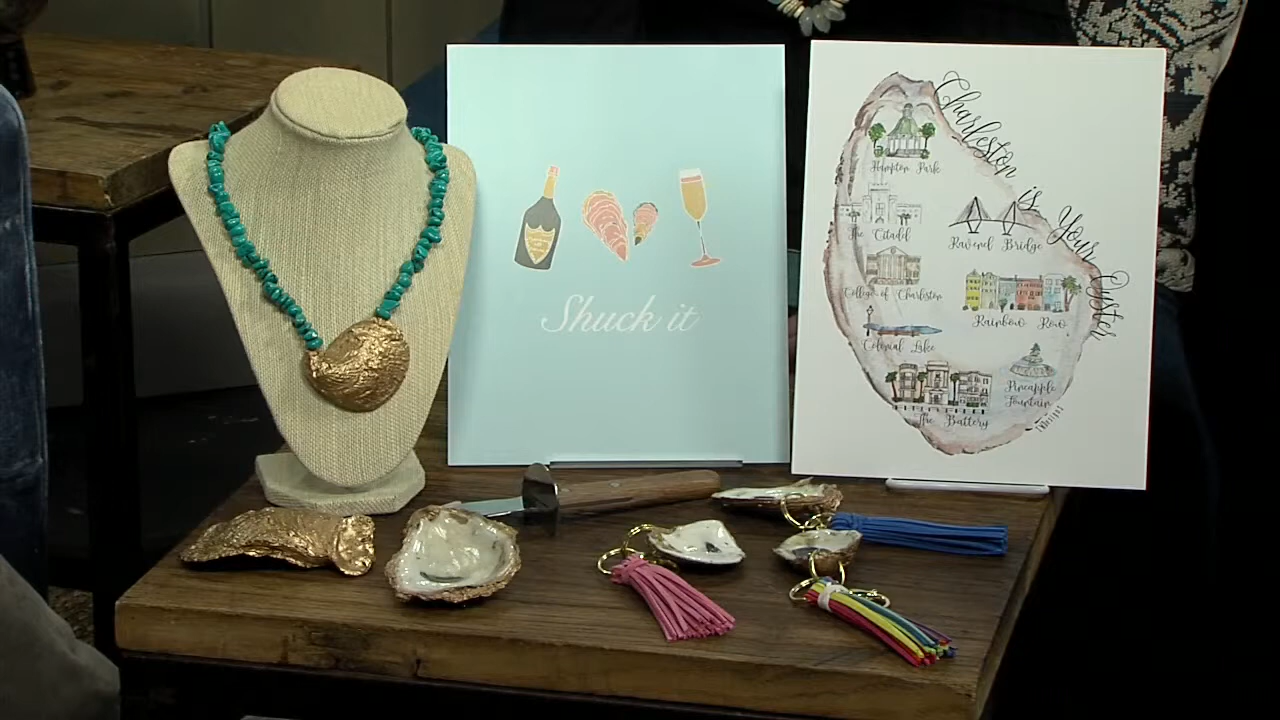 Shuck it
Charleston is Your Oyster
Hampton Park
The Citadel
Ravenel Bridge
College of Charleston
Rainbow Row
Colonial Lake
Pineapple
Fountain
The Battery